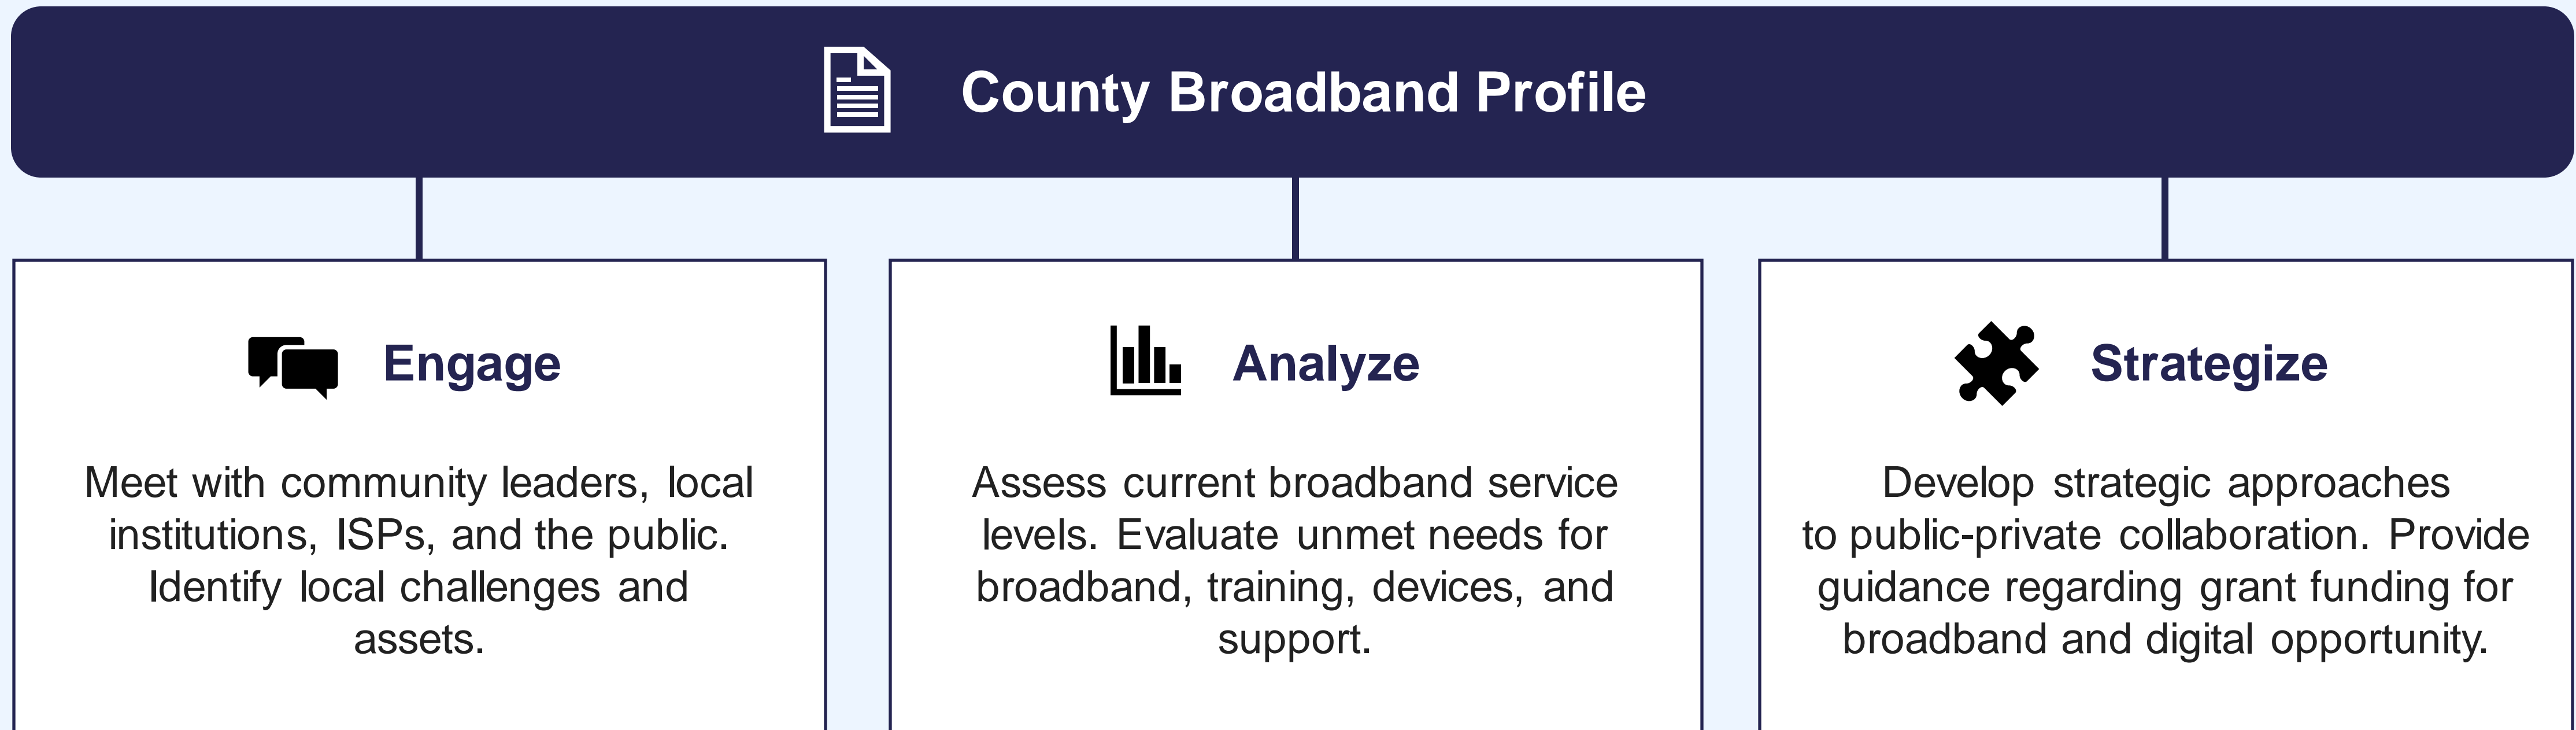 County Broadband Profile
Engage
Meet with community leaders, local
institutions, ISPs, and the public.
Identify local challenges and
assets.
Analyze
Assess current broadband service
levels. Evaluate unmet needs for
broadband, training, devices, and
support.
Strategize
Develop strategic approaches
to public-private collaboration. Provide
guidance regarding grant funding for
broadband and digital opportunity.